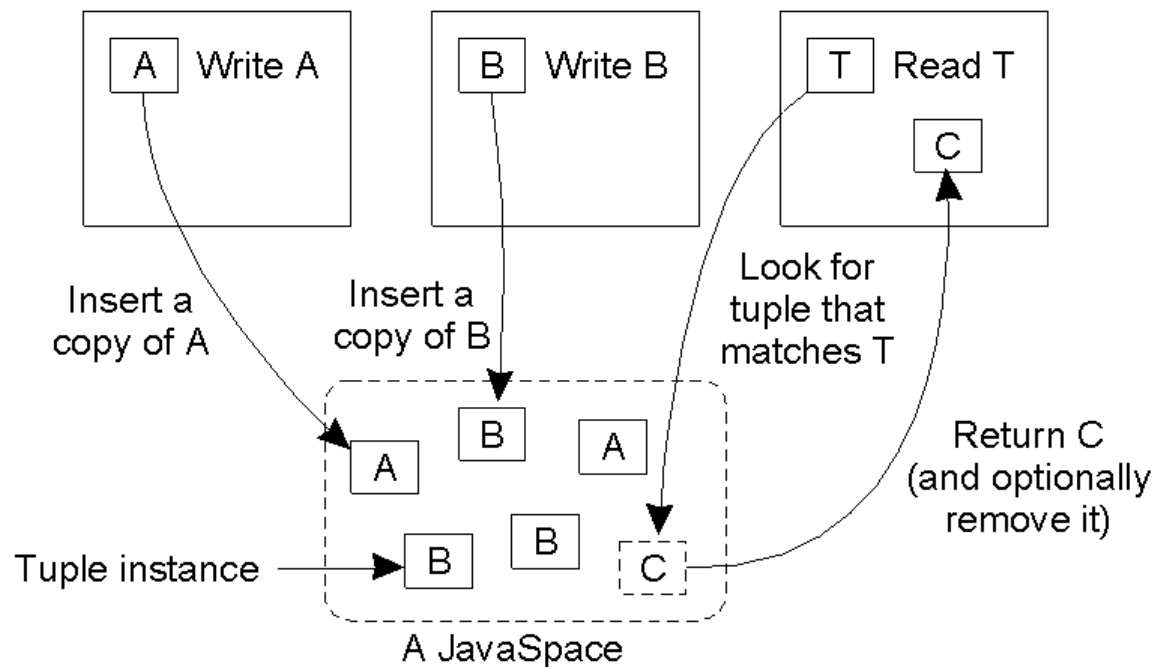 A Write A
B Write B
T Read T
C
Insert a
copy of A
Insert a
copy of B
Look for
tuple that
matches T
Return C
(and optionally
remove it)
B
A
A
B
B
C
Tuple instance
A JavaSpace